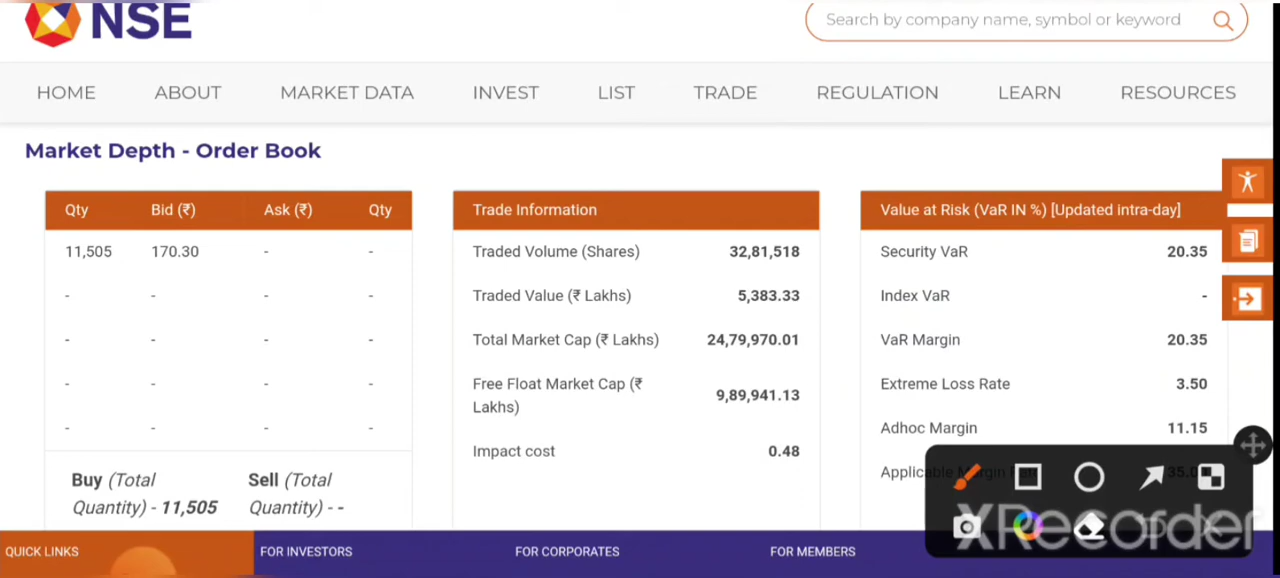 NSE
Search by company name, symbol or keyword
HOME ABOUT MARKET DATA INVEST LIST TRADE REGULATION LEARN RESOURCES
Market Depth - Order Book
Qty Bid (₹) Ask (₹) Qty
11,505 170.30 - -
- - - -
- - - -
- - - -
- - - -
Buy (Total Quantity) - 11,505
Sell (Total Quantity) - -
Trade Information
Traded Volume (Shares) 32,81,518
Traded Value (₹ Lakhs) 5,383.33
Total Market Cap (₹ Lakhs) 24,79,970.01
Free Float Market Cap (₹
Lakhs) 9,89,941.13
Impact cost 0.48
Value at Risk (VaR IN %) [Updated intra-day]
Security VaR 20.35
Index VaR -
VaR Margin 20.35
Extreme Loss Rate 3.50
Adhoc Margin 11.15
Applicable Margin
XRecorder
QUICK LINKS FOR INVESTORS FOR CORPORATES FOR MEMBERS